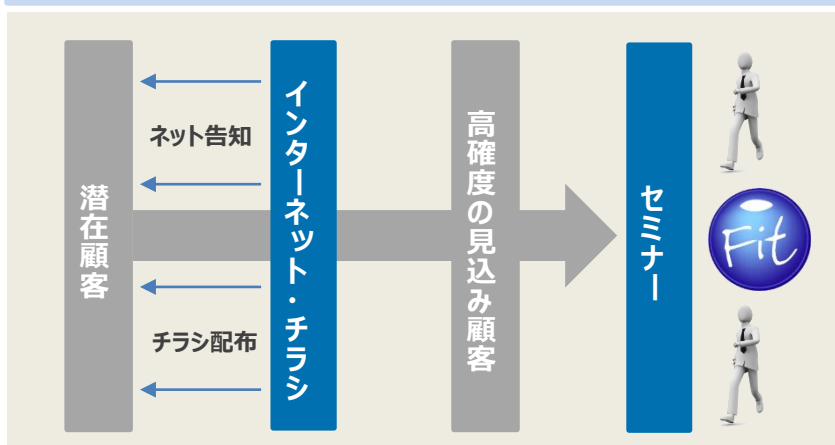 潜在顧客
ネット告知
チラシ配布
インターネット・チラシ
高確度の見込み顧客
セミナー
Fit